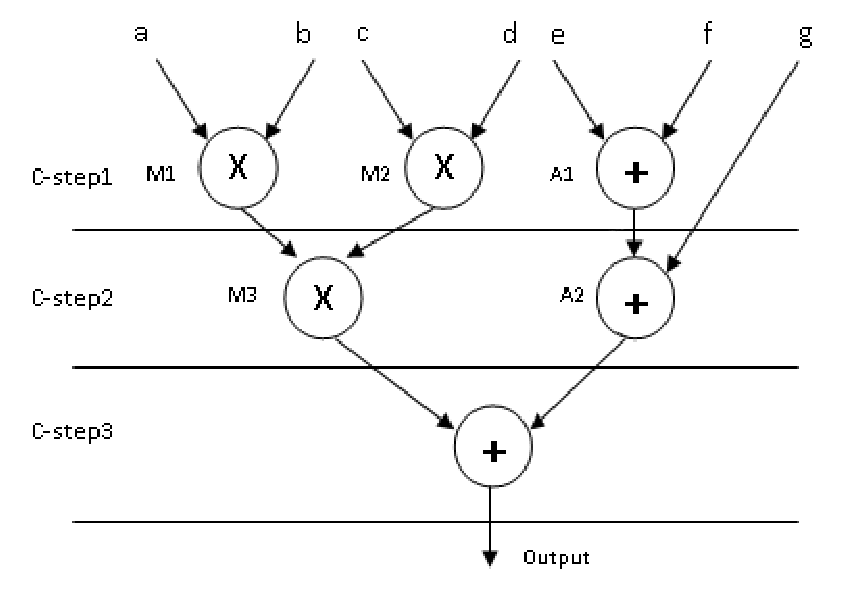 a b c d e f g
C-step1 M1 X M2 X A1 +
C-step2 M3 X A2 +
C-step3 +
Output